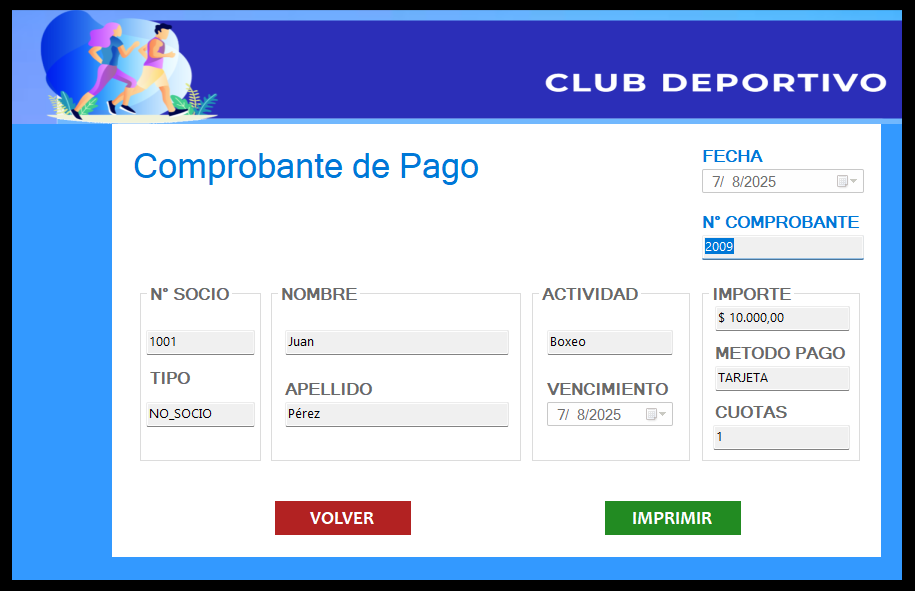 CLUB DEPORTIVO
Comprobante de Pago
FECHA
7/ 8/2025
N° COMPROBANTE
2009
N° SOCIO
1001
TIPO
NO_SOCIO
NOMBRE
Juan
APELLIDO
Pérez
ACTIVIDAD
Boxeo
VENCIMIENTO
7/ 8/2025
IMPORTE
$ 10.000,00
METODO PAGO
TARJETA
CUOTAS
1
VOLVER
IMPRIMIR